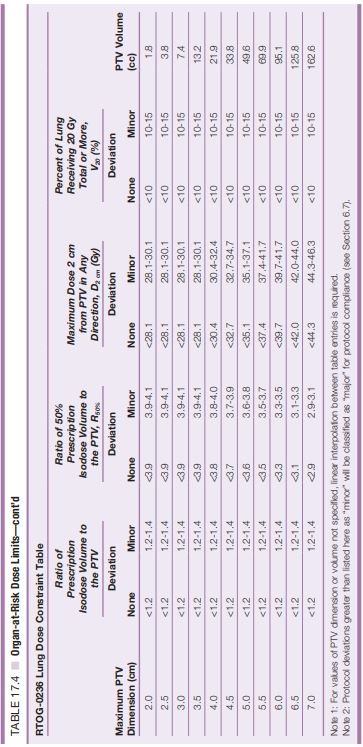 TABLE 17.4 ■ Organ-at-Risk Dose Limits—cont'd
RTOG-0236 Lung Dose Constraint Table
Maximum PTV Dimension (cm) | Ratio of Prescription Isodose Volume to the PTV | Ratio of 50% Prescription Isodose Volume to the PTV, R50% | Maximum Dose 2 cm from PTV in Any Direction, D2 cm (Gy) | Percent of Lung Receiving 20 Gy Total or More, V20 (%) | PTV Volume (cc)
Deviation | Deviation | Deviation | Deviation
None | Minor | None | Minor | None | Minor | None | Minor
2.0 | <1.2 | 1.2-1.4 | <3.9 | 3.9-4.1 | <28.1 | 28.1-30.1 | <10 | 10-15 | 1.8
2.5 | <1.2 | 1.2-1.4 | <3.9 | 3.9-4.1 | <28.1 | 28.1-30.1 | <10 | 10-15 | 3.8
3.0 | <1.2 | 1.2-1.4 | <3.9 | 3.9-4.1 | <28.1 | 28.1-30.1 | <10 | 10-15 | 7.4
3.5 | <1.2 | 1.2-1.4 | <3.9 | 3.9-4.1 | <28.1 | 28.1-30.1 | <10 | 10-15 | 13.2
4.0 | <1.2 | 1.2-1.4 | <3.8 | 3.8-4.0 | <30.4 | 30.4-32.4 | <10 | 10-15 | 21.9
4.5 | <1.2 | 1.2-1.4 | <3.7 | 3.7-3.9 | <32.7 | 32.7-34.7 | <10 | 10-15 | 33.8
5.0 | <1.2 | 1.2-1.4 | <3.6 | 3.6-3.8 | <35.1 | 35.1-37.1 | <10 | 10-15 | 49.6
5.5 | <1.2 | 1.2-1.4 | <3.5 | 3.5-3.7 | <37.4 | 37.4-41.7 | <10 | 10-15 | 69.9
6.0 | <1.2 | 1.2-1.4 | <3.3 | 3.3-3.5 | <39.7 | 39.7-41.7 | <10 | 10-15 | 95.1
6.5 | <1.2 | 1.2-1.4 | <3.1 | 3.1-3.3 | <42.0 | 42.0-44.0 | <10 | 10-15 | 125.8
7.0 | <1.2 | 1.2-1.4 | <2.9 | 2.9-3.1 | <44.3 | 44.3-46.3 | <10 | 10-15 | 162.6
Note 1: For values of PTV dimension or volume not specified, linear interpolation between table entries is required.
Note 2: Protocol deviations greater than listed here as "minor" will be classified as "major" for protocol compliance (see Section 6.7).